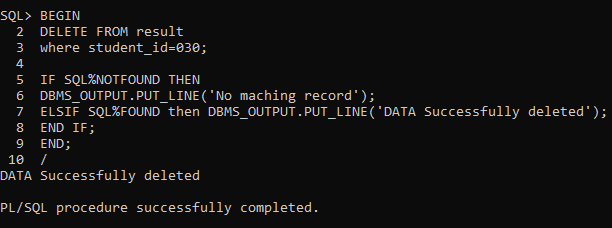 SQL> BEGIN
2 DELETE FROM result
3 where student_id=030;
4
5 IF SQL%NOTFOUND THEN
6 DBMS_OUTPUT.PUT_LINE('No maching record');
7 ELSIF SQL%FOUND then DBMS_OUTPUT.PUT_LINE('DATA Successfully deleted');
8 END IF;
9 END;
10 /
DATA Successfully deleted
PL/SQL procedure successfully completed.